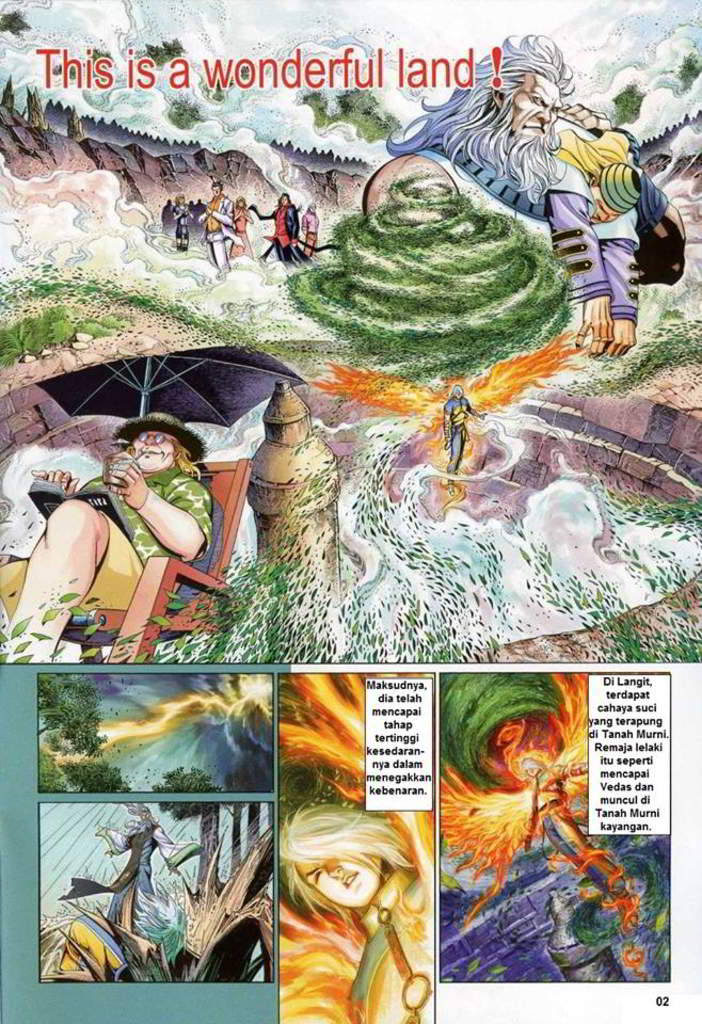 This is a wonderful land !
Maksudnya,
dia telah
mencapai
tahap
tertinggi
kesedaran-
nya dalam
menegakkan
kebenaran.
Di Langit,
terdapat
cahaya suci
yang terapung
di Tanah Murni.
Remaja lelaki
itu seperti
mencapai
Vedas dan
muncul di
Tanah Murni
kayangan.
02